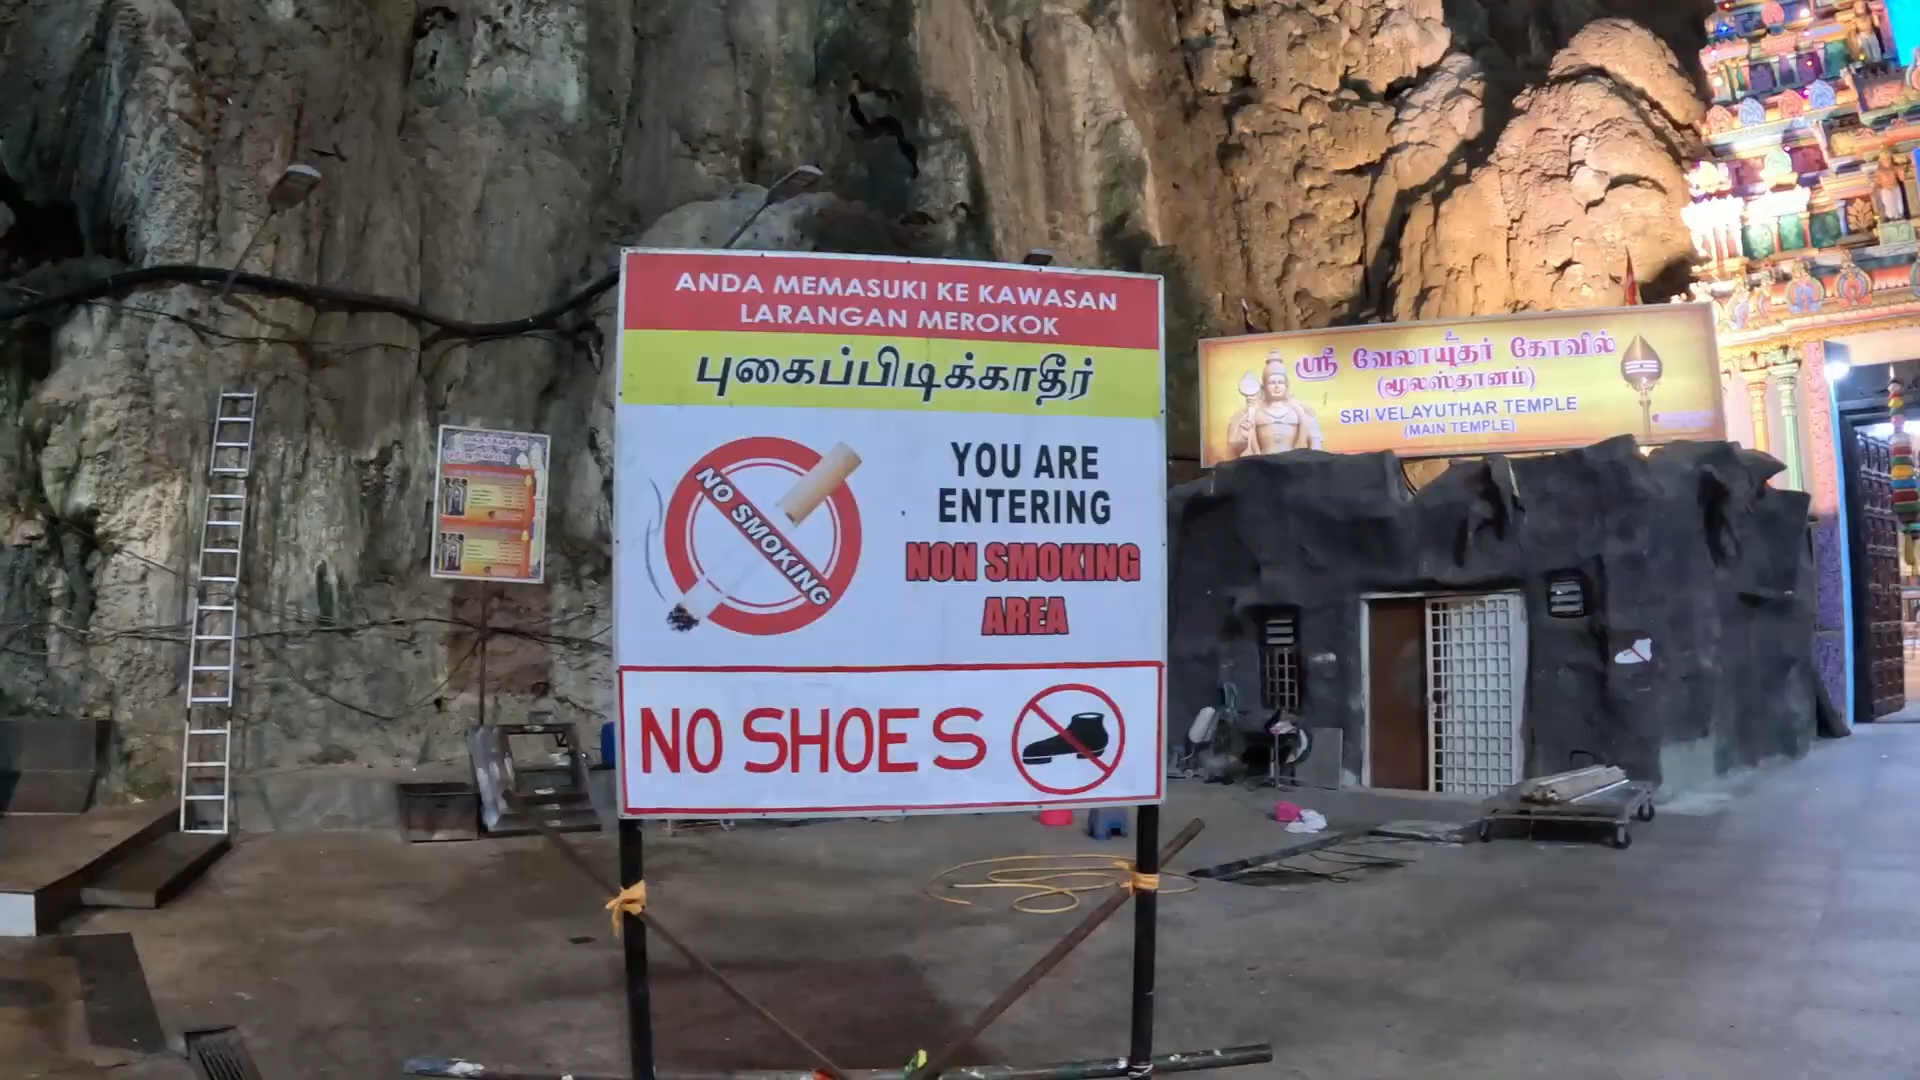 ANDA MEMASUKI KE KAWASAN
LARANGAN MEROKOK
புகைப்பிடிக்காதீர்
NO SMOKING
YOU ARE
ENTERING
NON SMOKING
AREA
NO SHOES
ஸ்ரீ வேலாயுதர் கோவில்
(மூலஸ்தானம்)
SRI VELAYUTHAR TEMPLE
(MAIN TEMPLE)